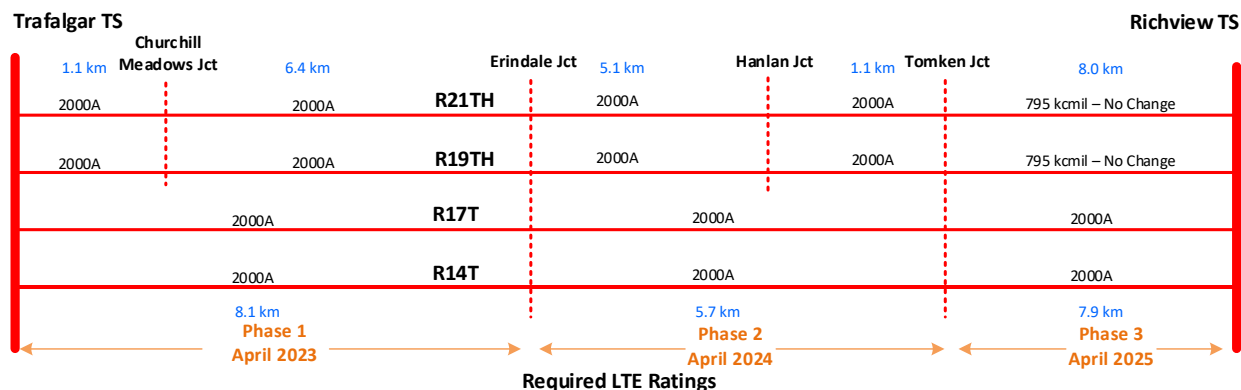 Trafalgar TS
Richview TS
Churchill
Meadows Jct
Erindale Jct
Hanlan Jct
Tomken Jct
1.1 km
6.4 km
5.1 km
1.1 km
8.0 km
2000A
2000A
R21TH
2000A
2000A
795 kcmil – No Change
2000A
2000A
R19TH
2000A
2000A
795 kcmil – No Change
2000A
R17T
2000A
2000A
2000A
R14T
2000A
2000A
8.1 km
5.7 km
7.9 km
Phase 1
April 2023
Phase 2
April 2024
Phase 3
April 2025
Required LTE Ratings